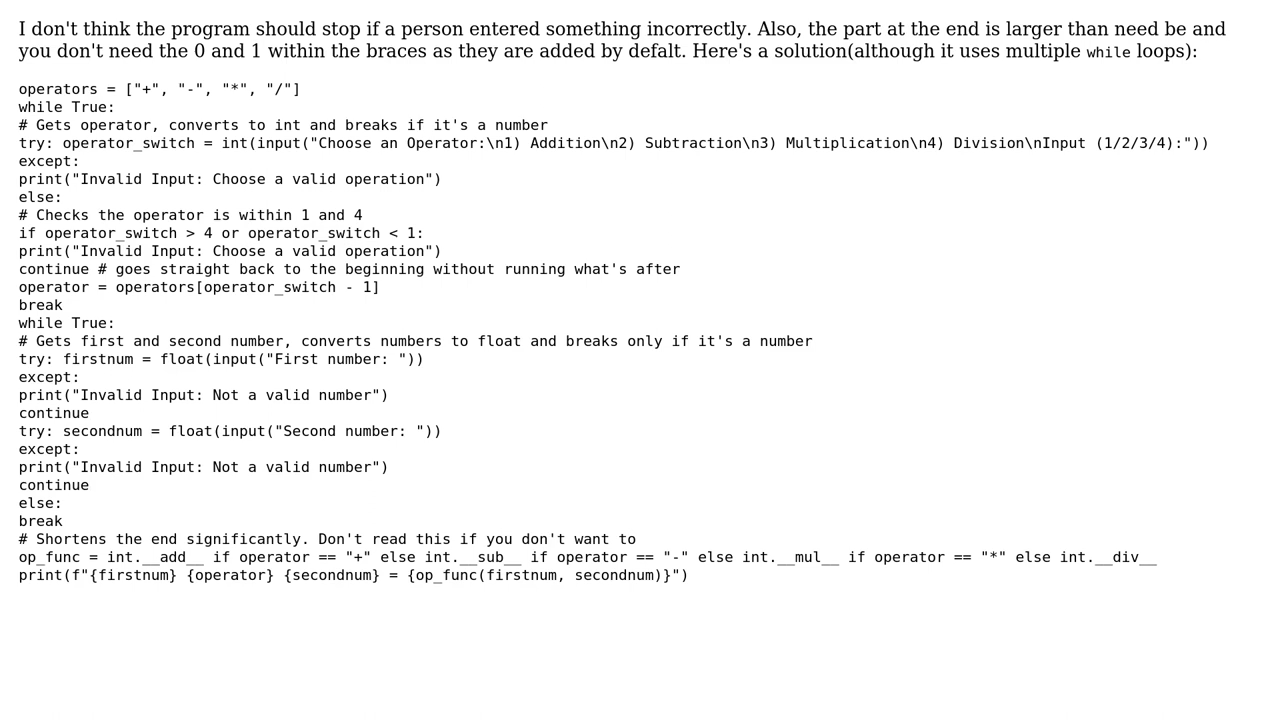 I don't think the program should stop if a person entered something incorrectly. Also, the part at the end is larger than need be and
you don't need the 0 and 1 within the braces as they are added by defalt. Here's a solution(although it uses multiple while loops):
operators = ["+", "-", "*", "/"]
while True:
# Gets operator, converts to int and breaks if it's a number
try: operator_switch = int(input("Choose an Operator:\n1) Addition\n2) Subtraction\n3) Multiplication\n4) Division\nInput (1/2/3/4):"))
except:
print("Invalid Input: Choose a valid operation")
else:
# Checks the operator is within 1 and 4
if operator_switch > 4 or operator_switch < 1:
print("Invalid Input: Choose a valid operation")
continue # goes straight back to the beginning without running what's after
operator = operators[operator_switch - 1]
break
while True:
# Gets first and second number, converts numbers to float and breaks only if it's a number
try: firstnum = float(input("First number: "))
except:
print("Invalid Input: Not a valid number")
continue
try: secondnum = float(input("Second number: "))
except:
print("Invalid Input: Not a valid number")
continue
else:
break
# Shortens the end significantly. Don't read this if you don't want to
op_func = int.__add__ if operator == "+" else int.__sub__ if operator == "-" else int.__mul__ if operator == "*" else int.__div__
print(f"{firstnum} {operator} {secondnum} = {op_func(firstnum, secondnum)}")